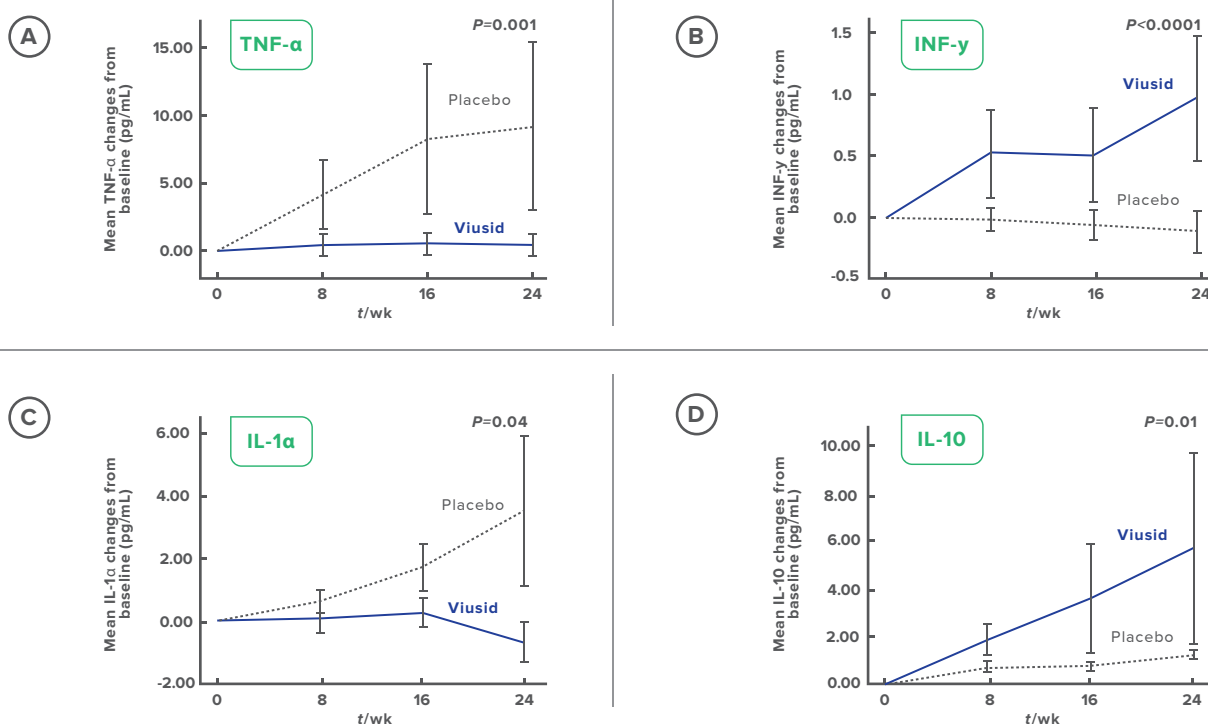 A
TNF-α
P=0.001
15.00
10.00
5.00
0.00
Mean TNF-α changes from
baseline (pg/mL)
Placebo
Viusid
0 8 16 24
t/wk
B
INF-y
P<0.0001
1.5
1.0
0.5
0.0
-0.5
Mean INF-y changes from
baseline (pg/mL)
Viusid
Placebo
0 8 16 24
t/wk
C
IL-1α
P=0.04
6.00
4.00
2.00
0.00
-2.00
Mean IL-1α changes from
baseline (pg/mL)
Placebo
Viusid
0 8 16 24
t/wk
D
IL-10
P=0.01
10.00
8.00
6.00
4.00
2.00
0.00
Mean IL-10 changes from
baseline (pg/mL)
Viusid
Placebo
0 8 16 24
t/wk